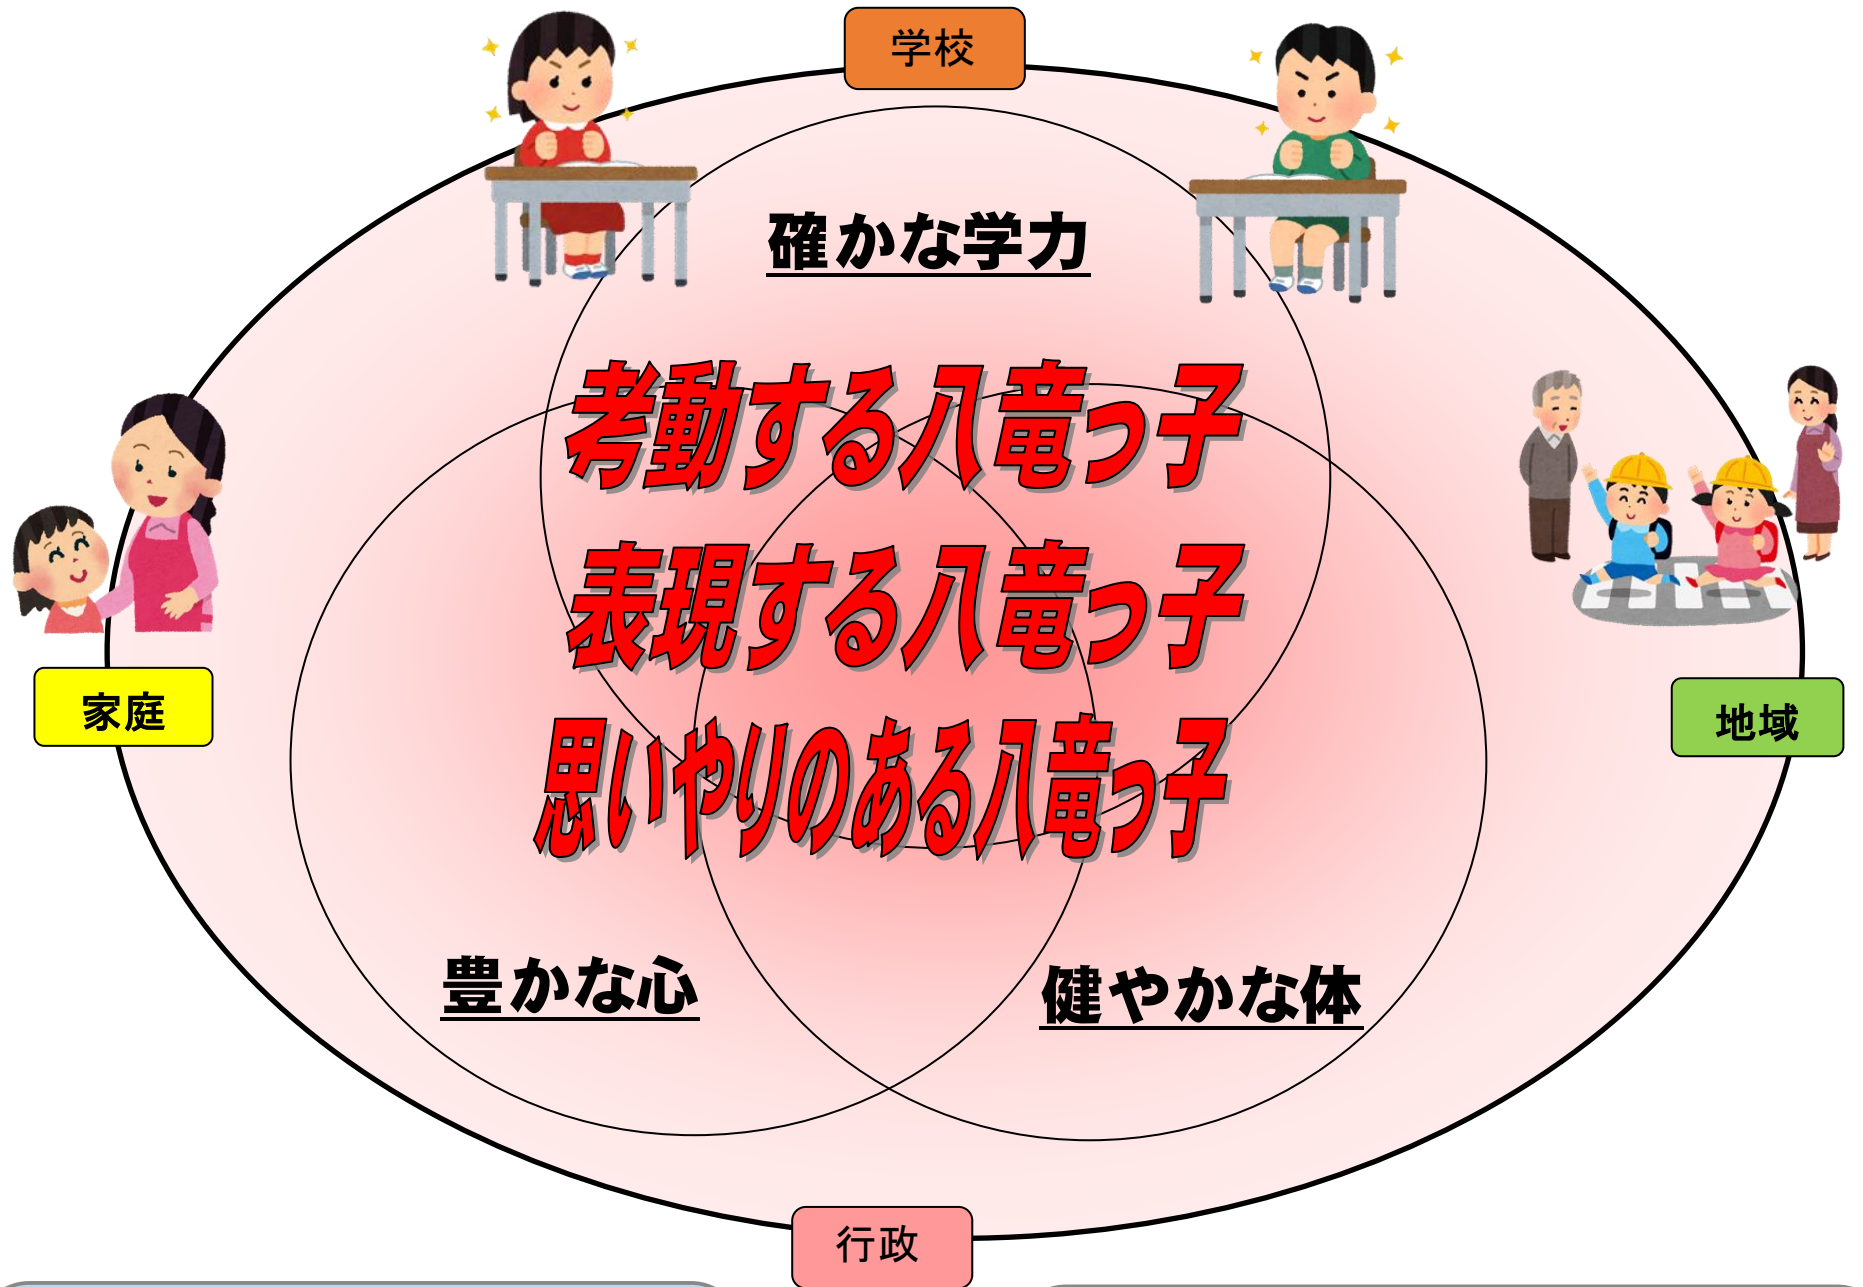 学校
確かな学力
考動する八竜っ子
表現する八竜っ子
家庭
地域
思いやりのある八竜っ子
豊かな心
健やかな体
行政